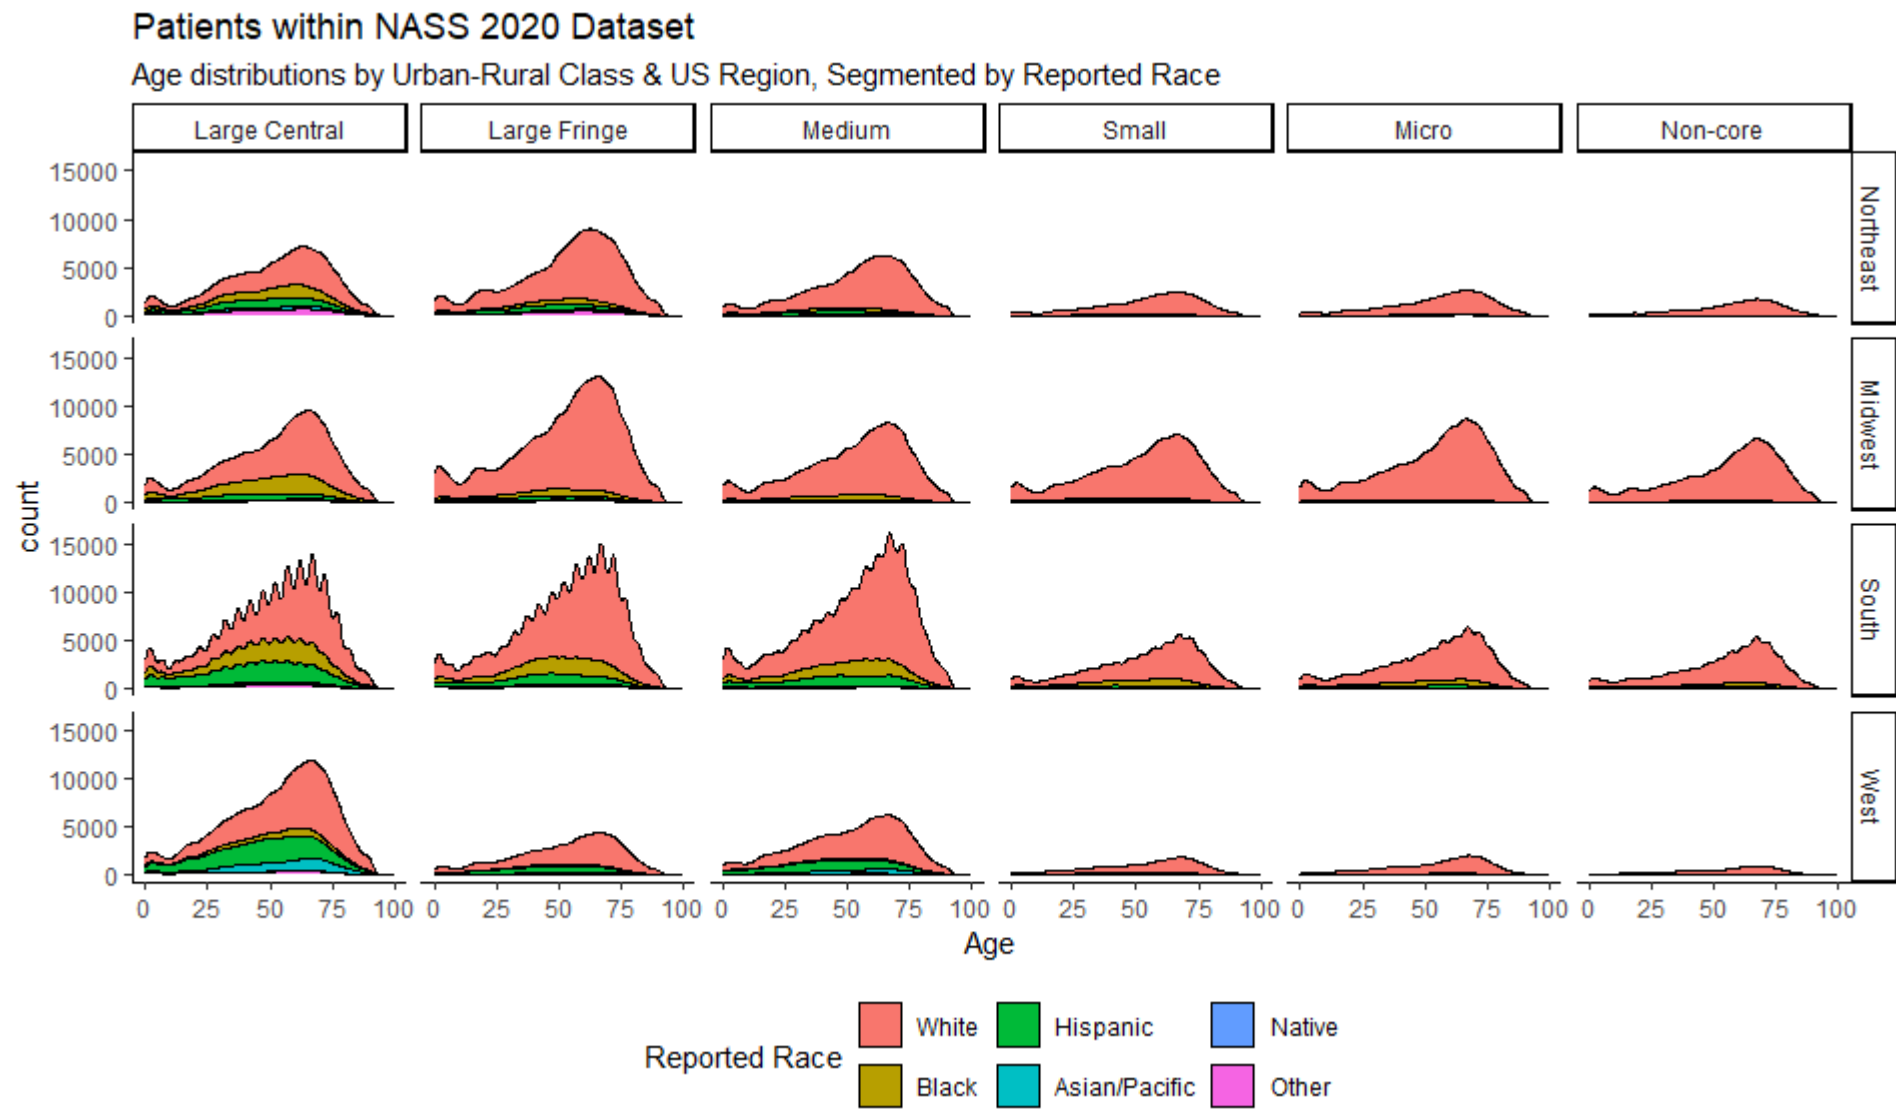 Patients within NASS 2020 Dataset
Age distributions by Urban-Rural Class & US Region, Segmented by Reported Race
Large Central Large Fringe Medium Small Micro Non-core
15000
10000
5000
0
Northeast
15000
10000
5000
0
Midwest
15000
10000
5000
0
South
15000
10000
5000
0
West
count
0 25 50 75 100 0 25 50 75 100 0 25 50 75 100 0 25 50 75 100 0 25 50 75 100 0 25 50 75 100
Age
Reported Race
White Hispanic Native
Black Asian/Pacific Other